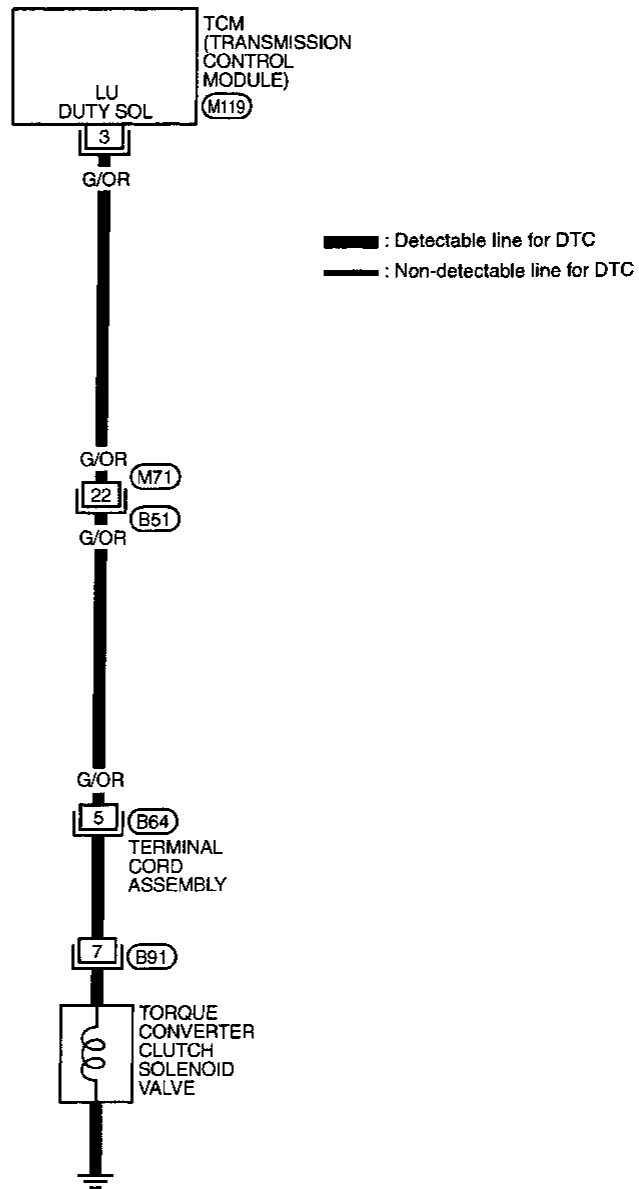 TCM
(TRANSMISSION
CONTROL
MODULE)
M119
LU
DUTY SOL
3
G/OR
: Detectable line for DTC
: Non-detectable line for DTC
G/OR
M71
22
B51
G/OR
G/OR
5
B64
TERMINAL
CORD
ASSEMBLY
7
B91
TORQUE
CONVERTER
CLUTCH
SOLENOID
VALVE